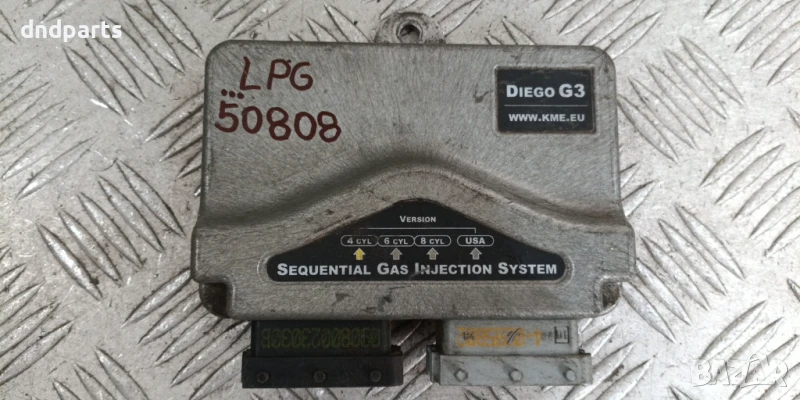 dndparts
LPG
...
50808
DIEGO G3
WWW.KME.EU
VERSION
4 CYL 6 CYL 8 CYL USA
SEQUENTIAL GAS INJECTION SYSTEM
BAZAR